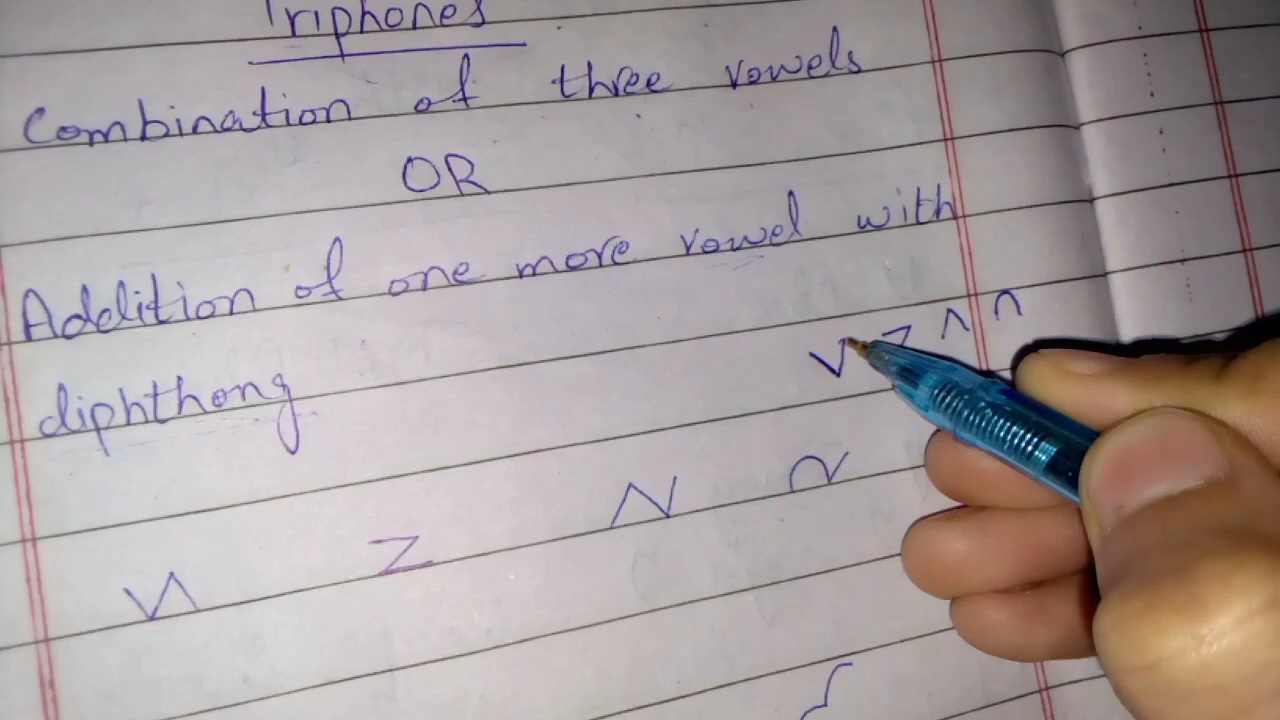 Triphones
Combination of three vowels
OR
Addition of one more vowel with
diphthong